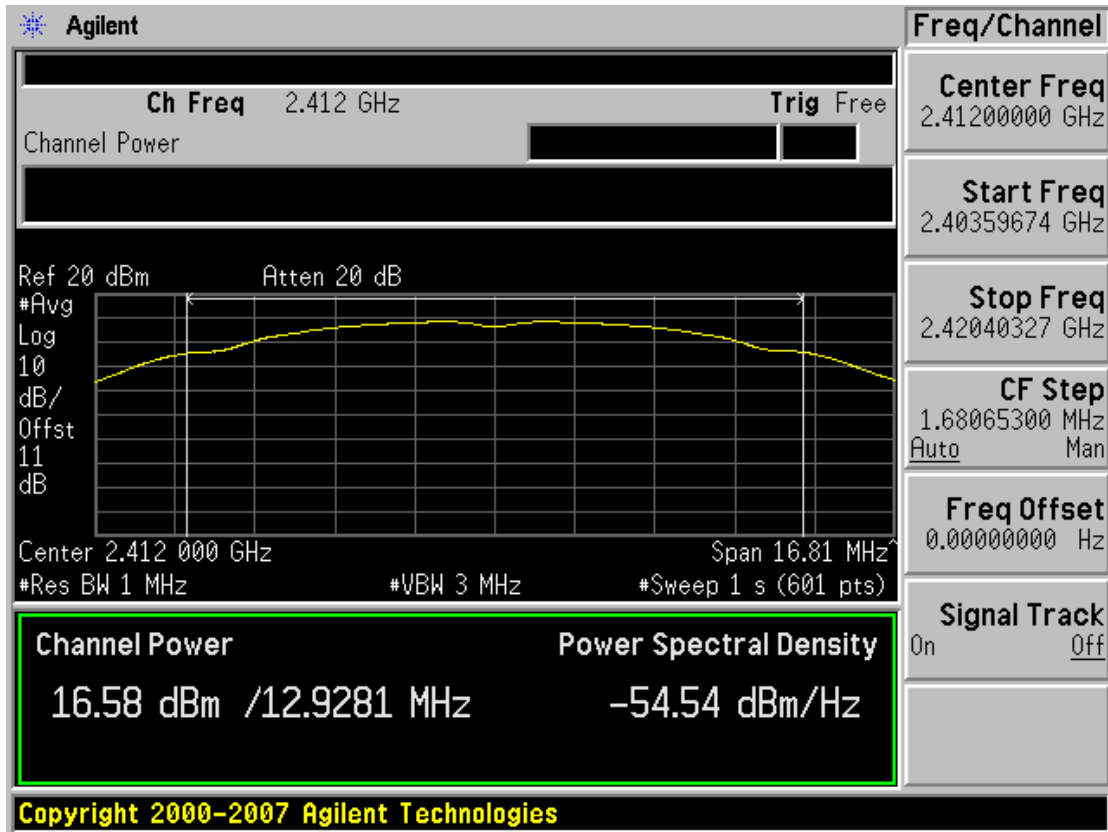 Agilent
Ch Freq 2.412 GHz Trig Free
Channel Power
Ref 20 dBm Atten 20 dB
#Avg
Log
10
dB/
Offst
11
dB
Center 2.412 000 GHz Span 16.81 MHz^
#Res BW 1 MHz #VBW 3 MHz #Sweep 1 s (601 pts)
Channel Power Power Spectral Density
16.58 dBm /12.9281 MHz -54.54 dBm/Hz
Copyright 2000-2007 Agilent Technologies
Freq/Channel
Center Freq
2.41200000 GHz
Start Freq
2.40359674 GHz
Stop Freq
2.42040327 GHz
CF Step
1.68065300 MHz
Auto Man
Freq Offset
0.00000000 Hz
Signal Track
On Off